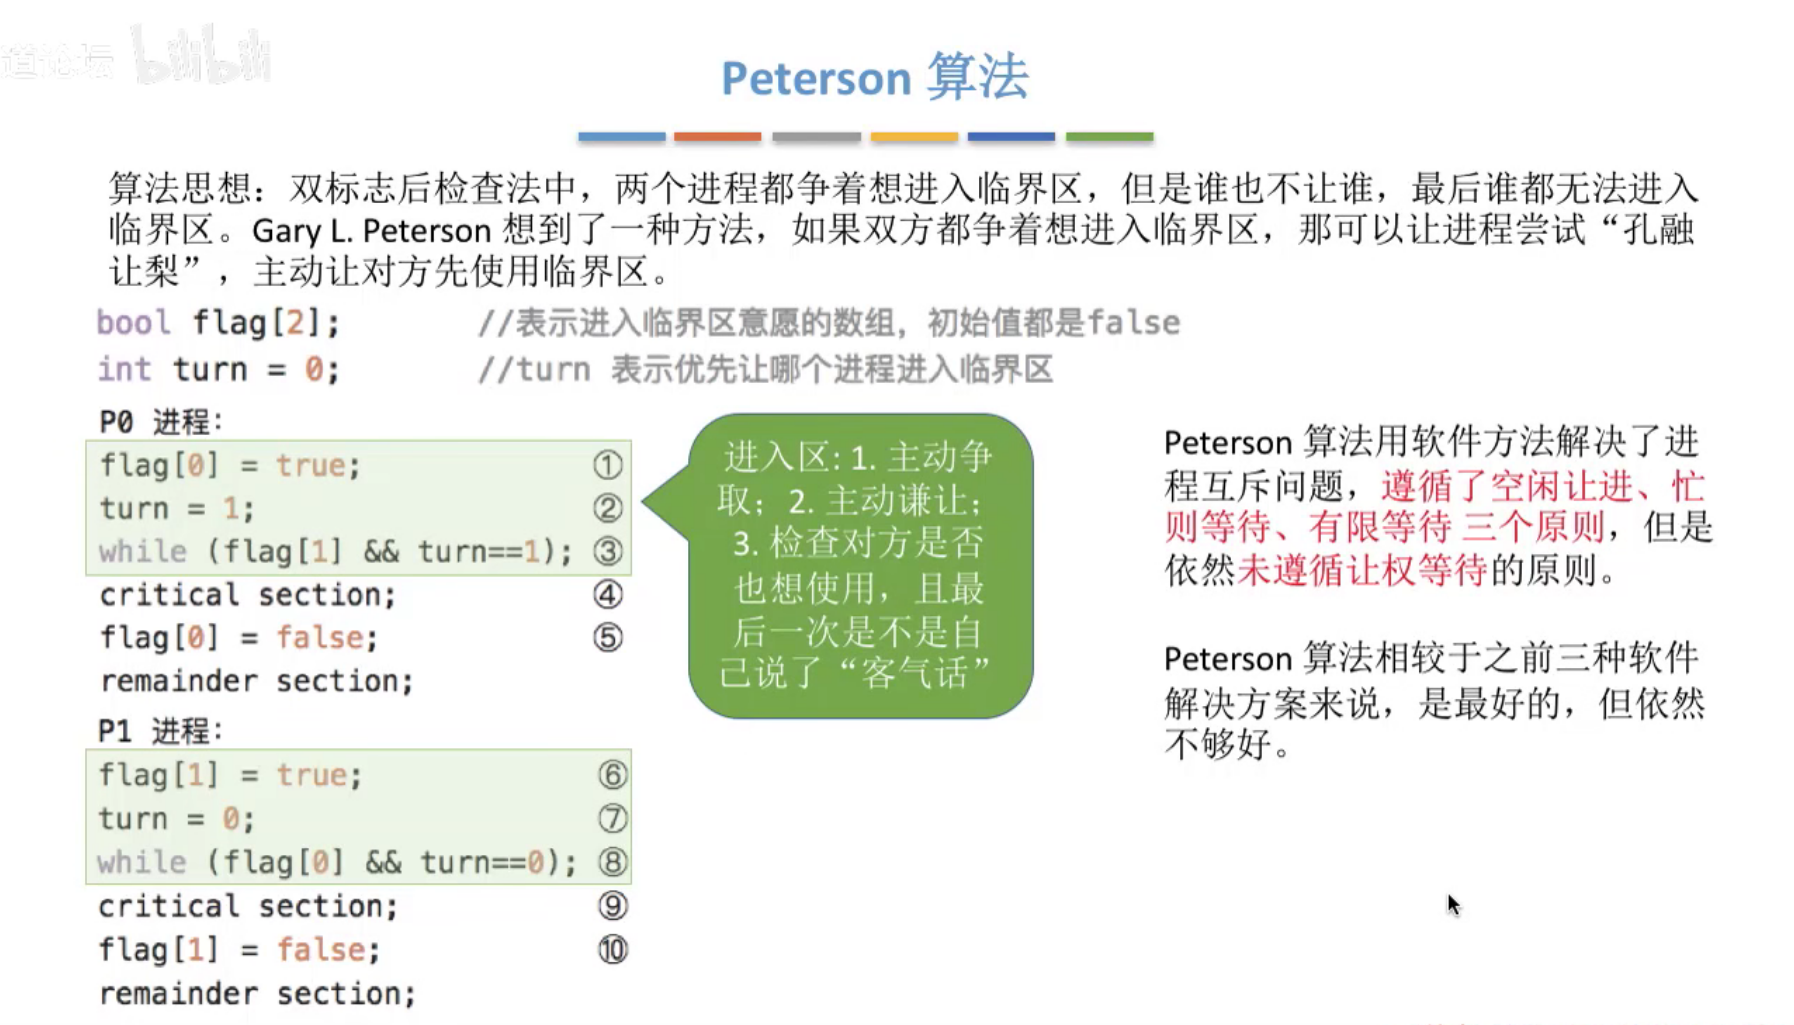 道论坛 bilibili
Peterson 算法
算法思想：双标志后检查法中，两个进程都争着想进入临界区，但是谁也不让谁，最后谁都无法进入
临界区。Gary L. Peterson 想到了一种方法，如果双方都争着想进入临界区，那可以让进程尝试“孔融
让梨”，主动让对方先使用临界区。
bool flag[2]; //表示进入临界区意愿的数组，初始值都是false
int turn = 0; //turn 表示优先让哪个进程进入临界区
P0 进程：
flag[0] = true; ①
turn = 1; ②
while (flag[1] && turn==1); ③
critical section; ④
flag[0] = false; ⑤
remainder section;
P1 进程：
flag[1] = true; ⑥
turn = 0; ⑦
while (flag[0] && turn==0); ⑧
critical section; ⑨
flag[1] = false; ⑩
remainder section;
进入区: 1. 主动争
取；2. 主动谦让；
3. 检查对方是否
也想使用，且最
后一次是不是自
己说了“客气话”
Peterson 算法用软件方法解决了进
程互斥问题，遵循了空闲让进、忙
则等待、有限等待 三个原则，但是
依然未遵循让权等待的原则。
Peterson 算法相较于之前三种软件
解决方案来说，是最好的，但依然
不够好。